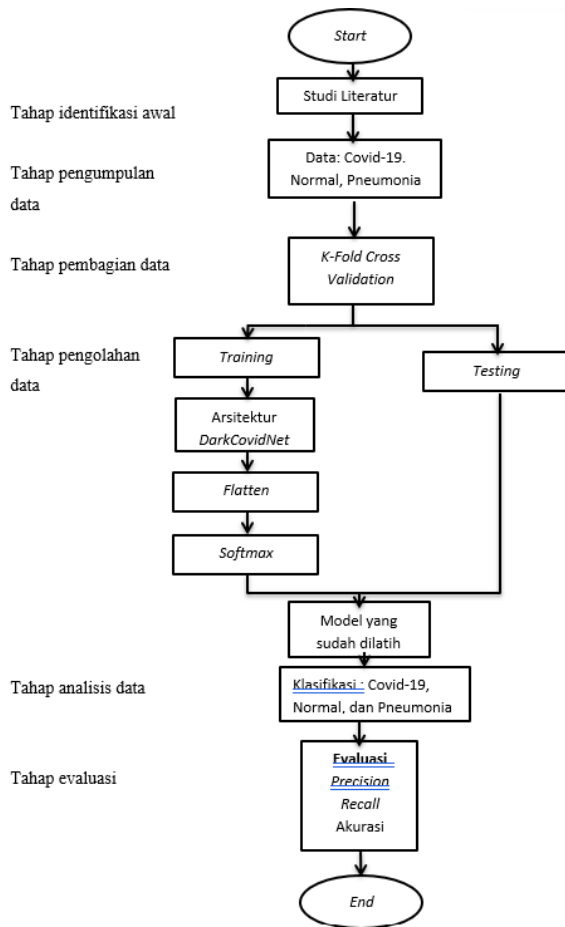 Start
Studi Literatur
Tahap identifikasi awal
Data: Covid-19.
Normal, Pneumonia
Tahap pengumpulan
data
K-Fold Cross
Validation
Tahap pembagian data
Tahap pengolahan
data
Training
Testing
Arsitektur
DarkCovidNet
Flatten
Softmax
Model yang
sudah dilatih
Tahap analisis data
Klasifikasi : Covid-19,
Normal, dan Pneumonia
Tahap evaluasi
Evaluasi
Precision
Recall
Akurasi
End